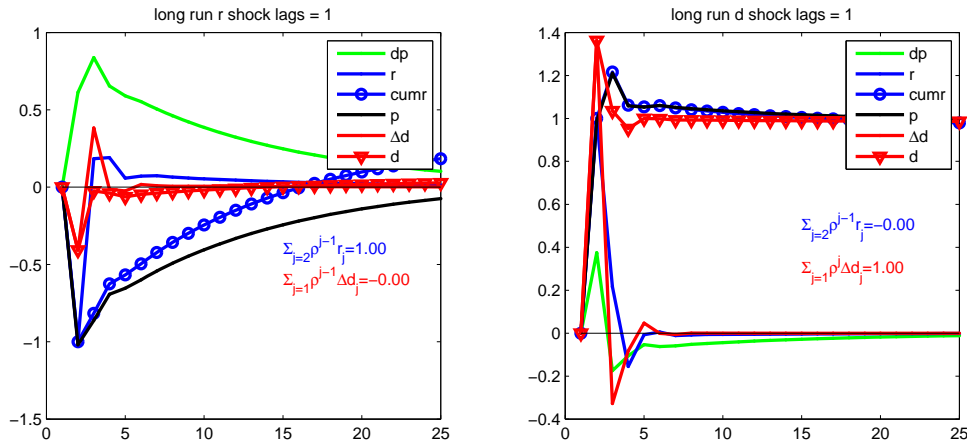 long run r shock lags = 1
1
0.5
0
−0.5
−1
−1.5
0
5
10
15
20
25
dp
r
cumr
p
Δd
d
Σj=2ρj-1rj=1.00
Σj=1ρj-1Δdj=−0.00
long run d shock lags = 1
1.4
1.2
1
0.8
0.6
0.4
0.2
0
−0.2
−0.4
0
5
10
15
20
25
dp
r
cumr
p
Δd
d
Σj=2ρj-1rj=−0.00
Σj=1ρjΔdj=1.00